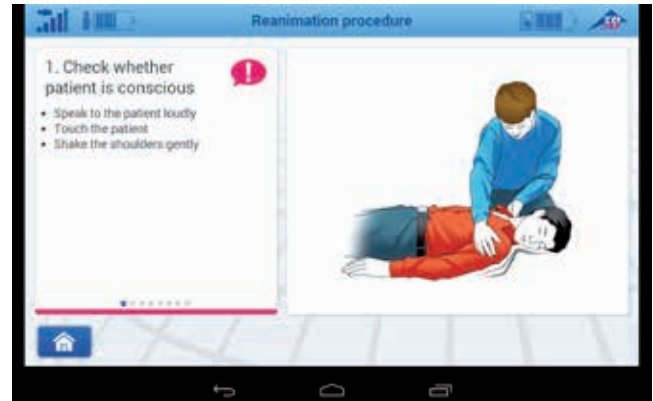 Reanimation procedure
1. Check whether
patient is conscious
• Speak to the patient loudly
• Touch the patient
• Shake the shoulders gently